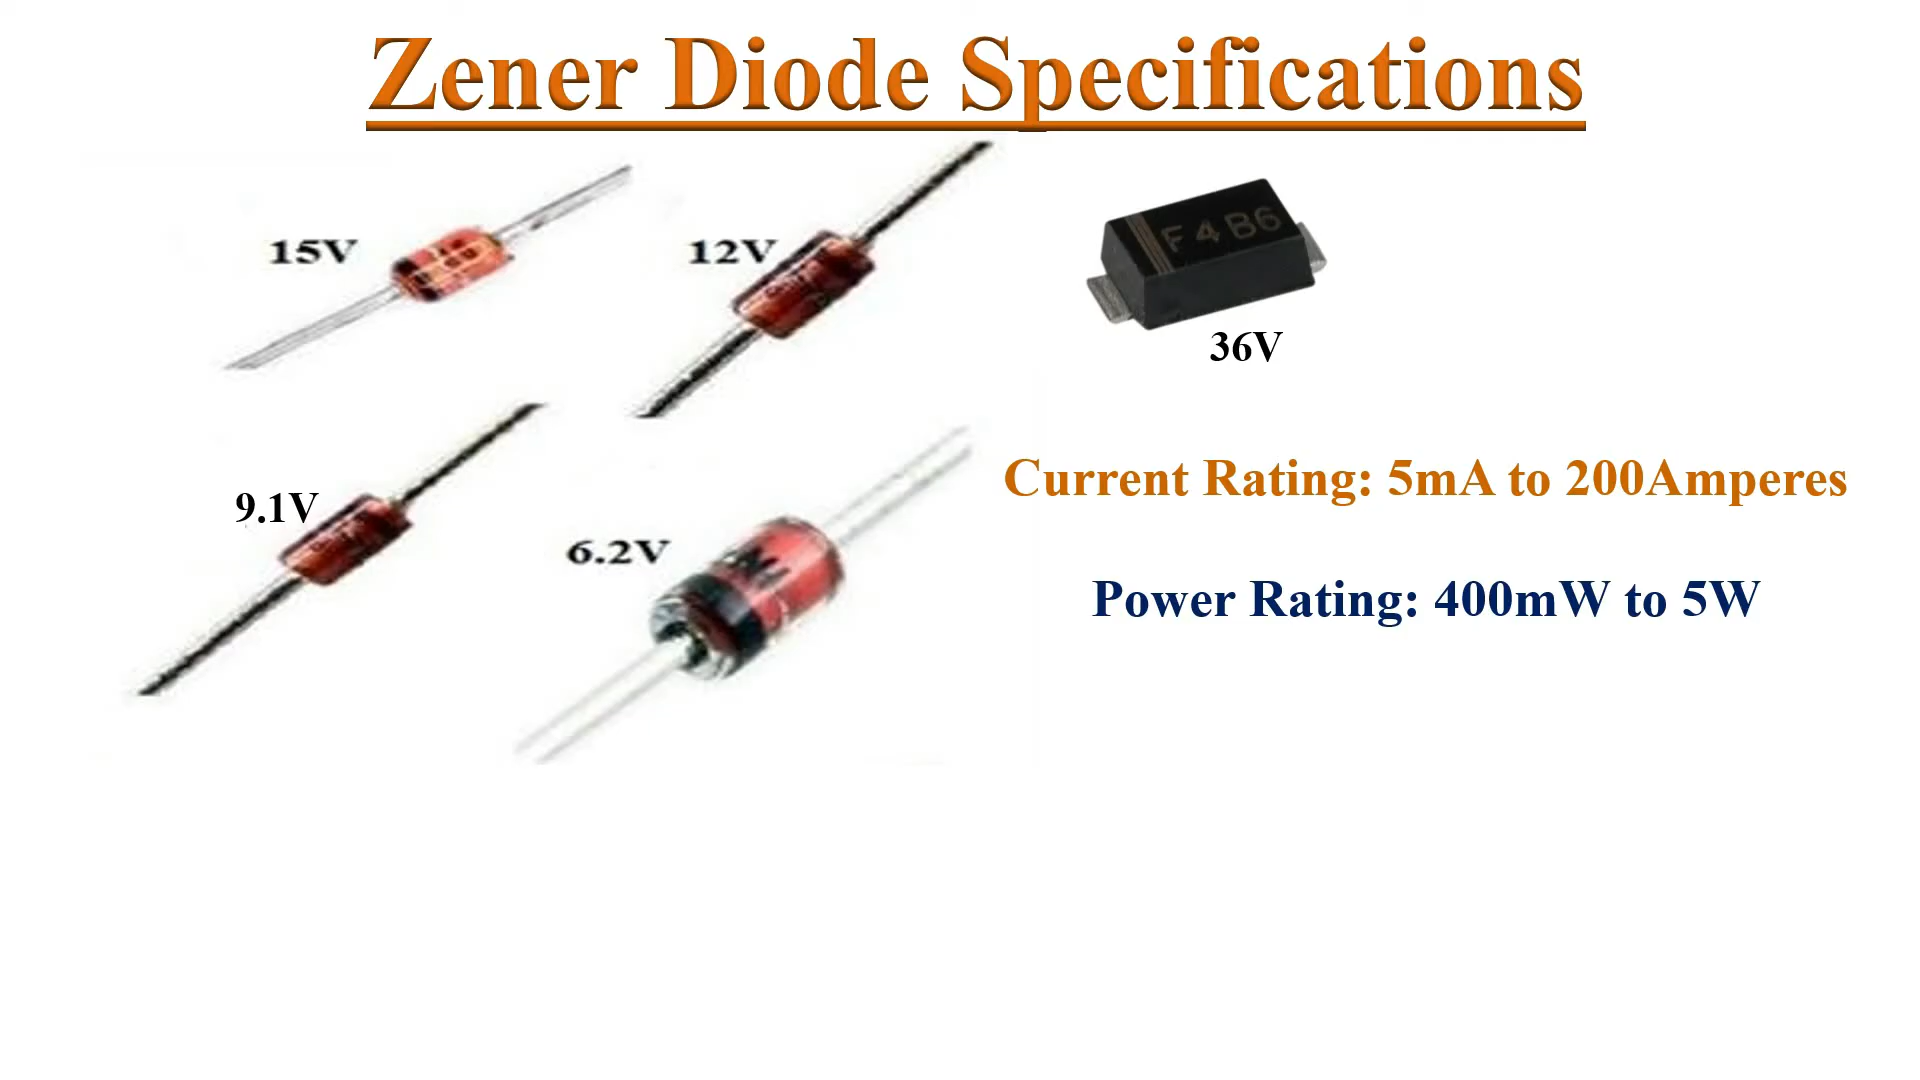 Zener Diode Specifications
15V
12V
F4B6
36V
9.1V
6.2V
Current Rating: 5mA to 200Amperes
Power Rating: 400mW to 5W